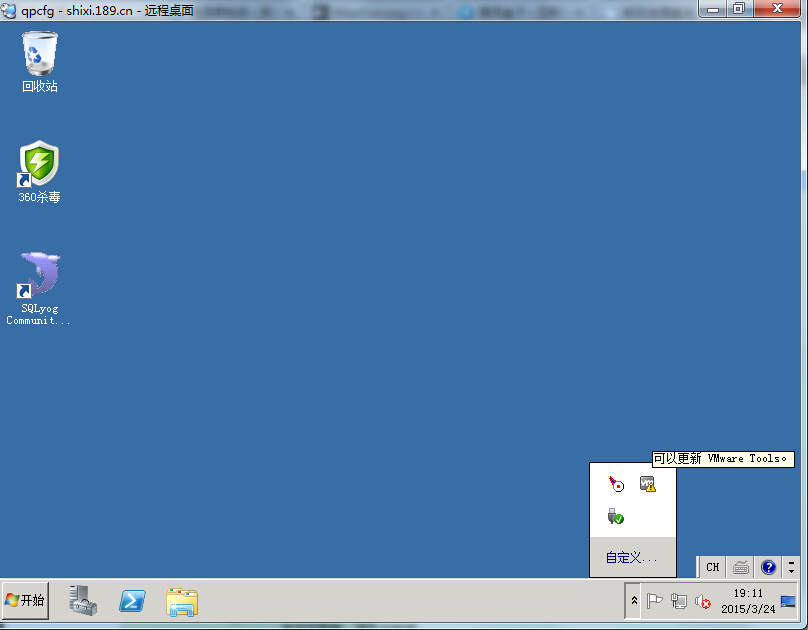 qpcfg - shixi.189.cn - 远程桌面
回收站
360杀毒
SQLyog
Communit...
可以更新 VMware Tools。
自定义...
CH
开始
19:11
2015/3/24